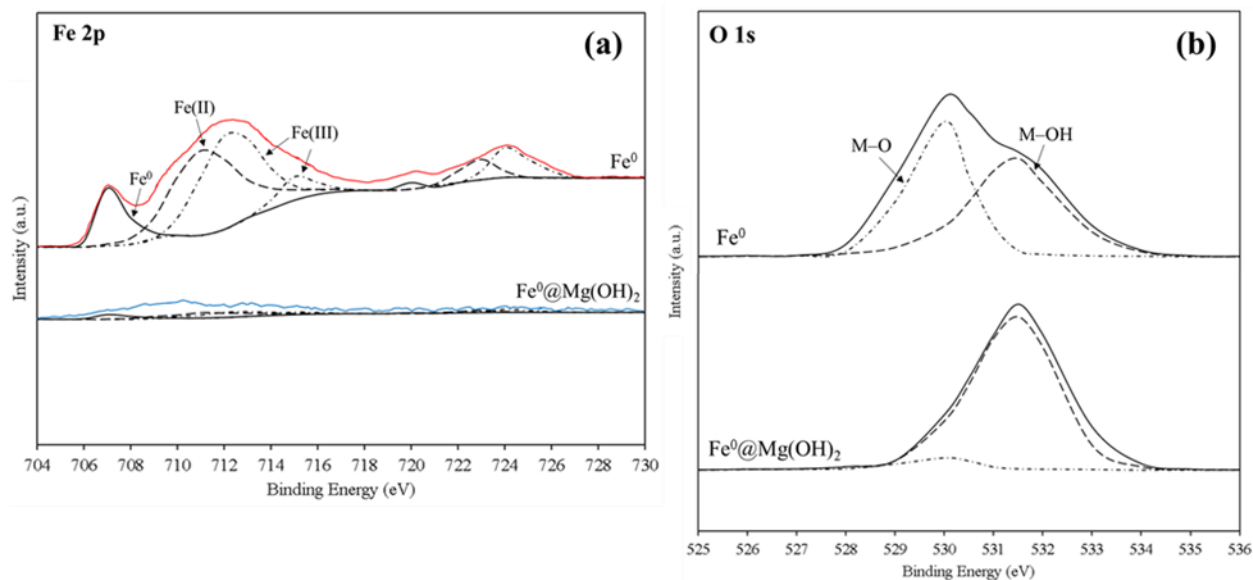 Fe 2p
(a)
Fe(II)
Fe(III)
Fe⁰
Fe⁰
Fe⁰@Mg(OH)₂
Intensity (a.u.)
704 706 708 710 712 714 716 718 720 722 724 726 728 730
Binding Energy (eV)
O 1s
(b)
M–O
M–OH
Fe⁰
Fe⁰@Mg(OH)₂
Intensity (a.u.)
525 526 527 528 529 530 531 532 533 534 535 536
Binding Energy (eV)